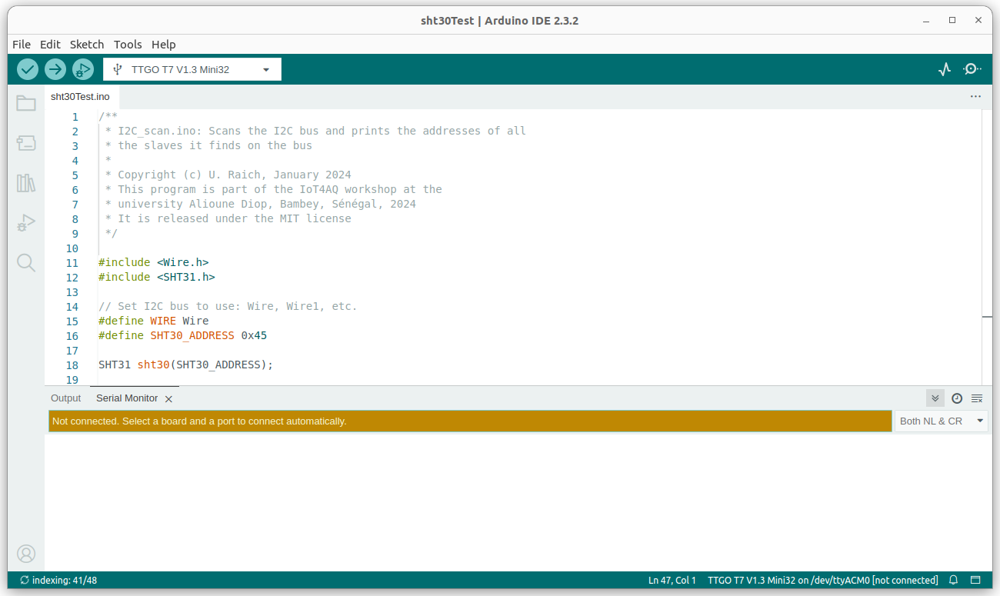 sht30Test | Arduino IDE 2.3.2
File Edit Sketch Tools Help
TTGO T7 V1.3 Mini32
sht30Test.ino
1 /**
2 * I2C_scan.ino: Scans the I2C bus and prints the addresses of all
3 * the slaves it finds on the bus
4 *
5 * Copyright (c) U. Raich, January 2024
6 * This program is part of the IoT4AQ workshop at the
7 * university Alioune Diop, Bambey, Sénégal, 2024
8 * It is released under the MIT license
9 */
10
11 #include <Wire.h>
12 #include <SHT31.h>
13
14 // Set I2C bus to use: Wire, Wire1, etc.
15 #define WIRE Wire
16 #define SHT30_ADDRESS 0x45
17
18 SHT31 sht30(SHT30_ADDRESS);
19
Output Serial Monitor
Not connected. Select a board and a port to connect automatically.
Both NL & CR
indexing: 41/48 Ln 47, Col 1 TTGO T7 V1.3 Mini32 on /dev/ttyACM0 [not connected]